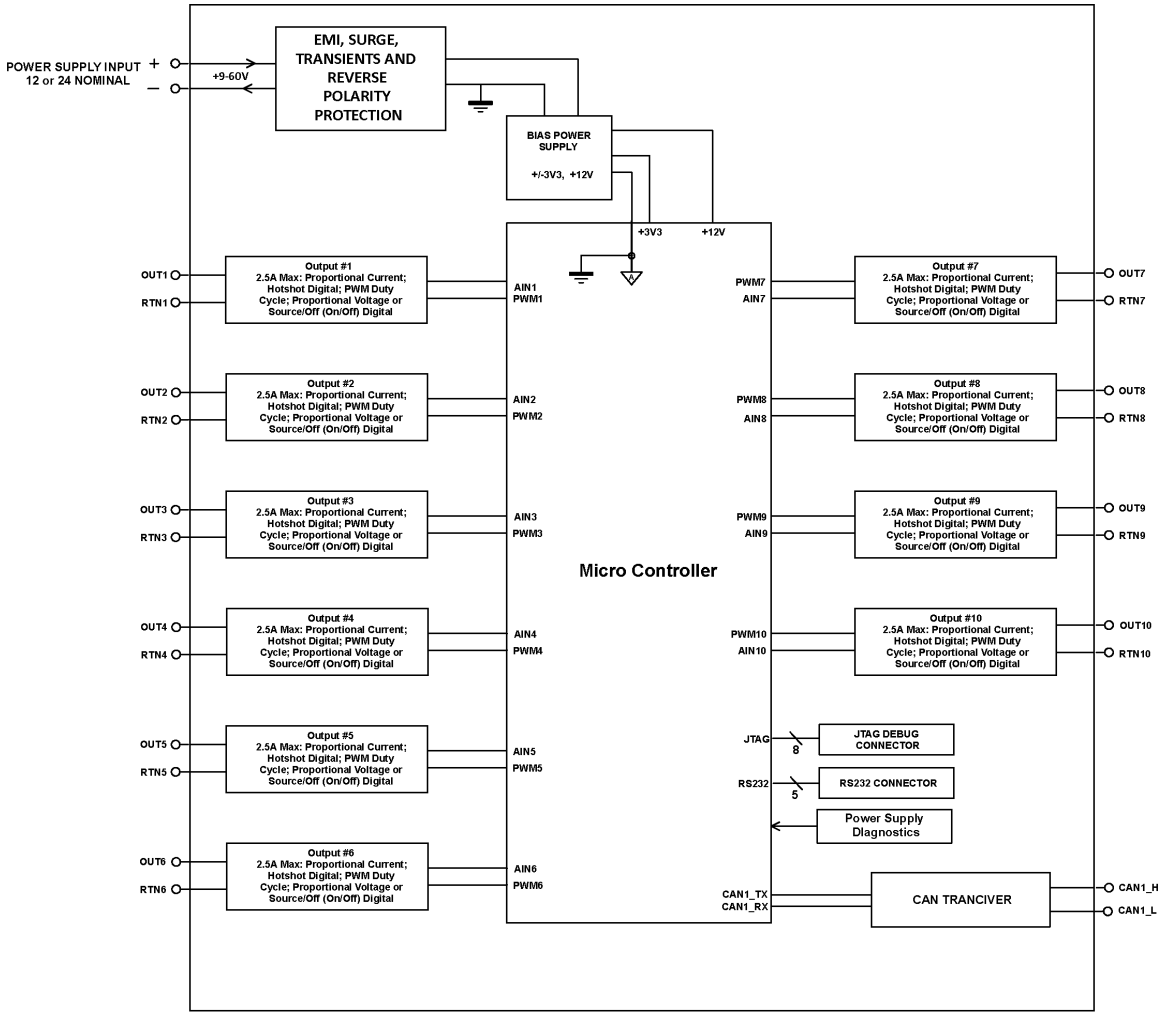 EMI, SURGE,
TRANSIENTS AND
REVERSE
POLARITY
PROTECTION
POWER SUPPLY INPUT
12 or 24 NOMINAL
+
−
+9-60V
BIAS POWER
SUPPLY
+/-3V3, +12V
+3V3
+12V
A
OUT1
RTN1
Output #1
2.5A Max: Proportional Current;
Hotshot Digital; PWM Duty
Cycle; Proportional Voltage or
Source/Off (On/Off) Digital
AIN1
PWM1
PWM7
AIN7
Output #7
2.5A Max: Proportional Current;
Hotshot Digital; PWM Duty
Cycle; Proportional Voltage or
Source/Off (On/Off) Digital
OUT7
RTN7
OUT2
RTN2
Output #2
2.5A Max: Proportional Current;
Hotshot Digital; PWM Duty
Cycle; Proportional Voltage or
Source/Off (On/Off) Digital
AIN2
PWM2
PWM8
AIN8
Output #8
2.5A Max: Proportional Current;
Hotshot Digital; PWM Duty
Cycle; Proportional Voltage or
Source/Off (On/Off) Digital
OUT8
RTN8
OUT3
RTN3
Output #3
2.5A Max: Proportional Current;
Hotshot Digital; PWM Duty
Cycle; Proportional Voltage or
Source/Off (On/Off) Digital
AIN3
PWM3
PWM9
AIN9
Output #9
2.5A Max: Proportional Current;
Hotshot Digital; PWM Duty
Cycle; Proportional Voltage or
Source/Off (On/Off) Digital
OUT9
RTN9
Micro Controller
OUT4
RTN4
Output #4
2.5A Max: Proportional Current;
Hotshot Digital; PWM Duty
Cycle; Proportional Voltage or
Source/Off (On/Off) Digital
AIN4
PWM4
PWM10
AIN10
Output #10
2.5A Max: Proportional Current;
Hotshot Digital; PWM Duty
Cycle; Proportional Voltage or
Source/Off (On/Off) Digital
OUT10
RTN10
OUT5
RTN5
Output #5
2.5A Max: Proportional Current;
Hotshot Digital; PWM Duty
Cycle; Proportional Voltage or
Source/Off (On/Off) Digital
AIN5
PWM5
JTAG
8
JTAG DEBUG
CONNECTOR
RS232
5
RS232 CONNECTOR
Power Supply
DIagnostics
OUT6
RTN6
Output #6
2.5A Max: Proportional Current;
Hotshot Digital; PWM Duty
Cycle; Proportional Voltage or
Source/Off (On/Off) Digital
AIN6
PWM6
CAN1_TX
CAN1_RX
CAN TRANCIVER
CAN1_H
CAN1_L